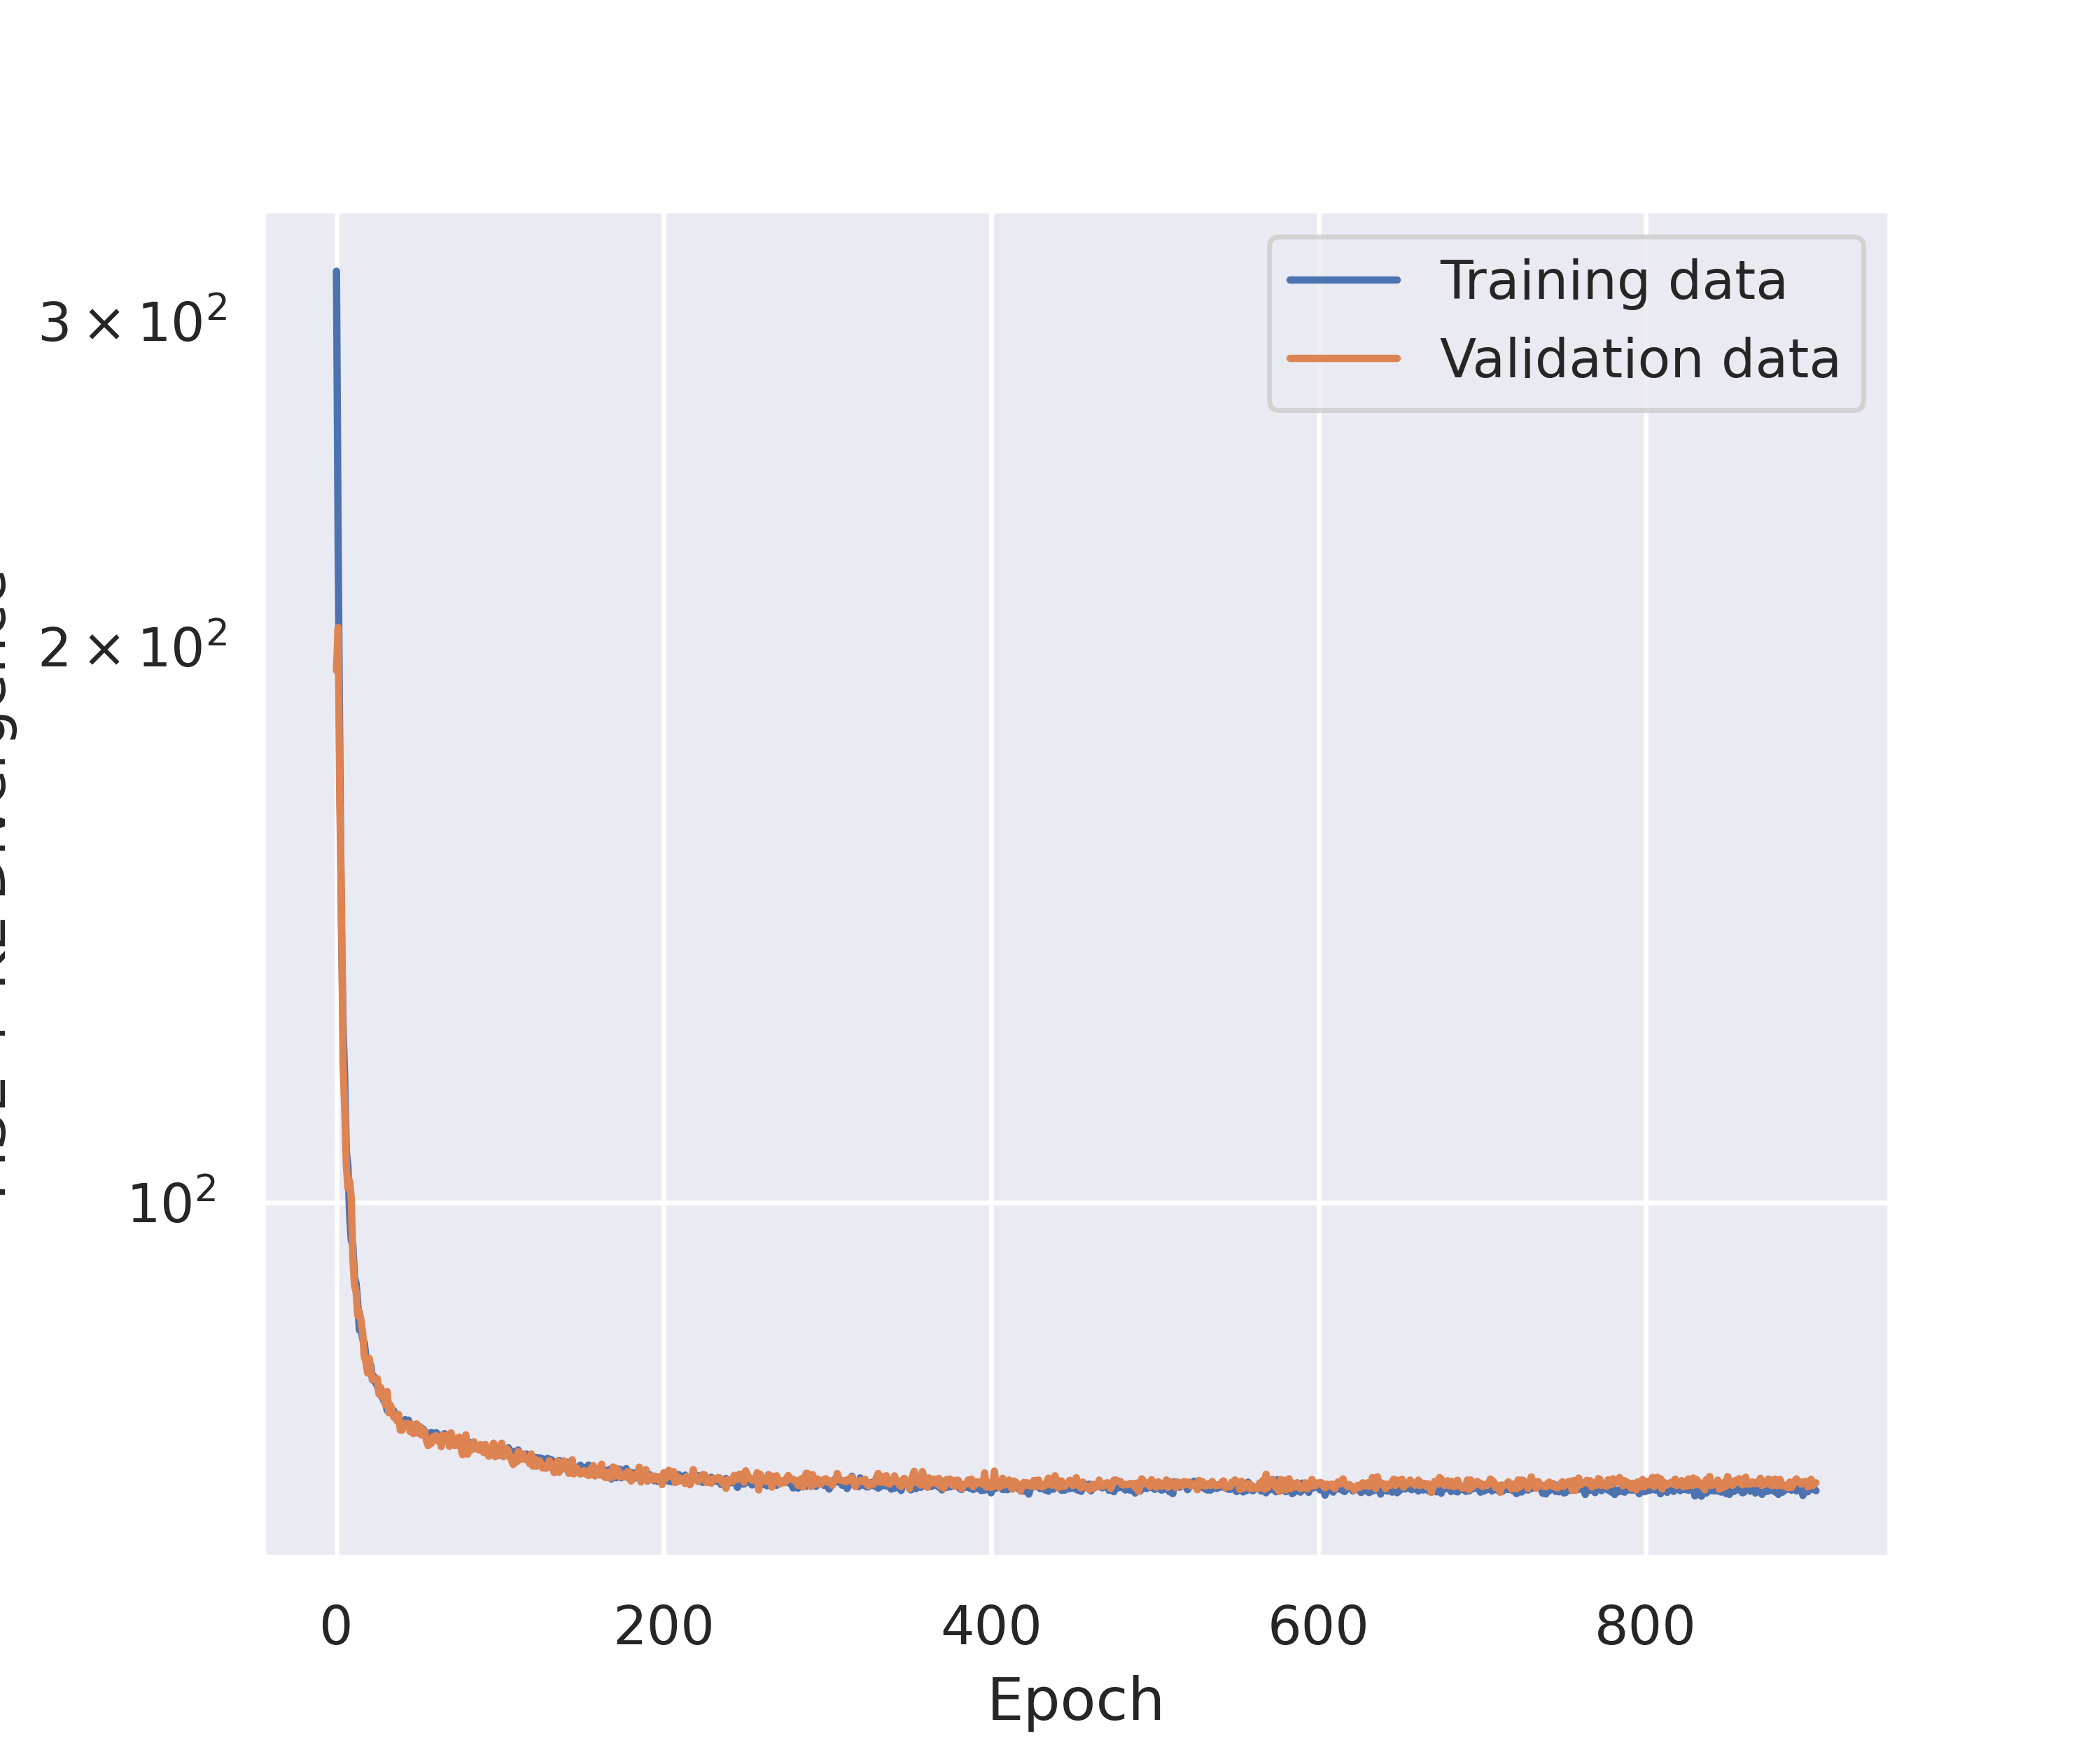 Training data
Validation data
3 × 10²
2 × 10²
10²
0 200 400 600 800
Epoch